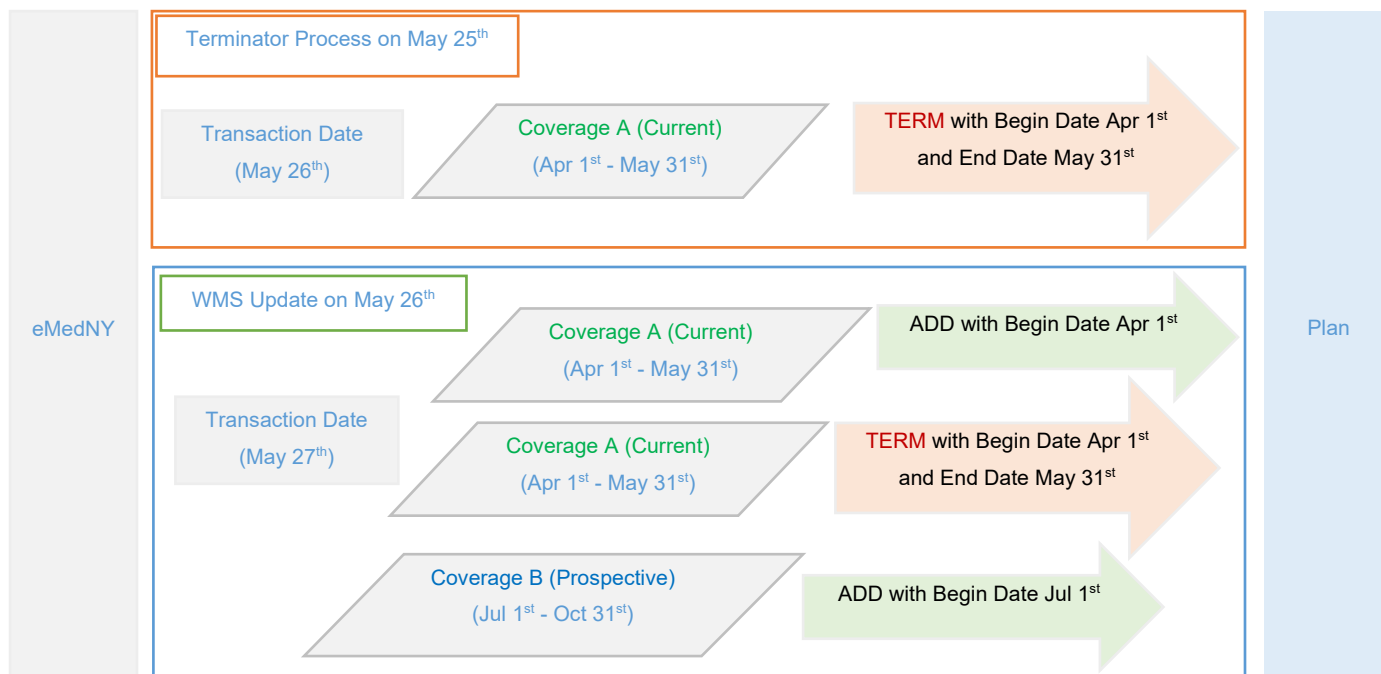 eMedNY
Terminator Process on May 25th
Transaction Date
(May 26th)
Coverage A (Current)
(Apr 1st - May 31st)
TERM with Begin Date Apr 1st
and End Date May 31st
WMS Update on May 26th
Transaction Date
(May 27th)
Coverage A (Current)
(Apr 1st - May 31st)
ADD with Begin Date Apr 1st
Coverage A (Current)
(Apr 1st - May 31st)
TERM with Begin Date Apr 1st
and End Date May 31st
Coverage B (Prospective)
(Jul 1st - Oct 31st)
ADD with Begin Date Jul 1st
Plan